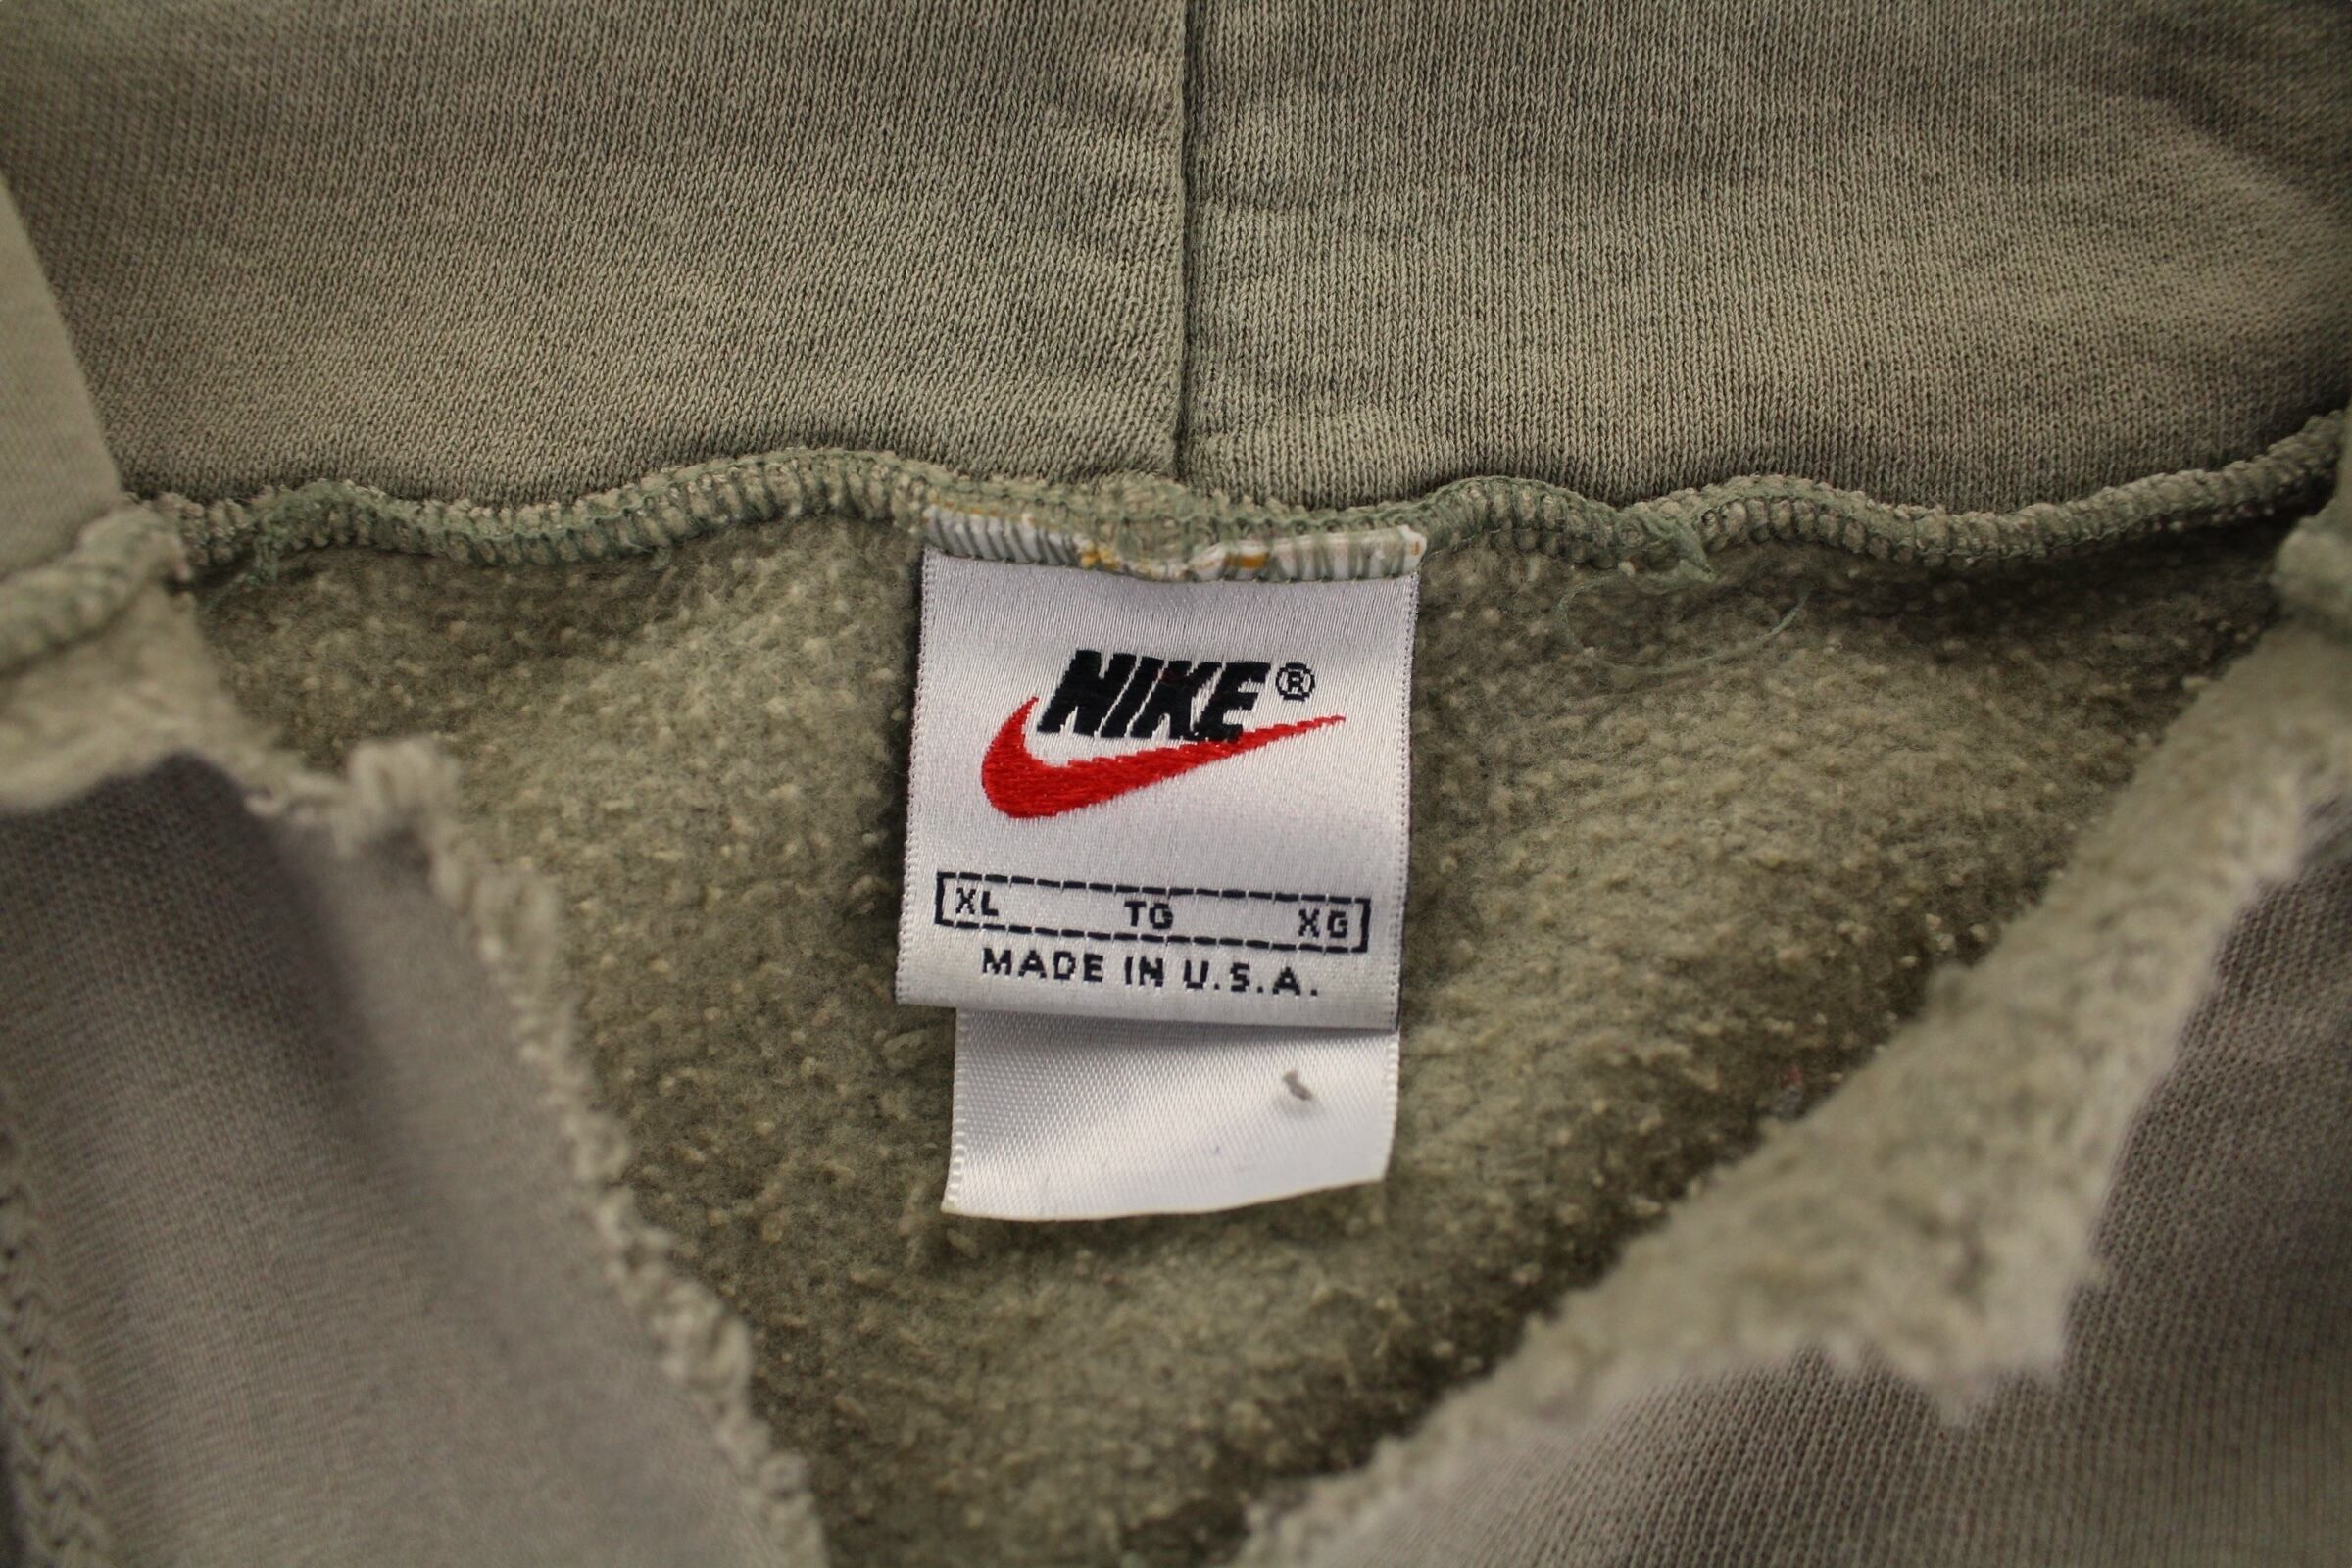 NIKE®
XL TG XG
MADE IN U.S.A.